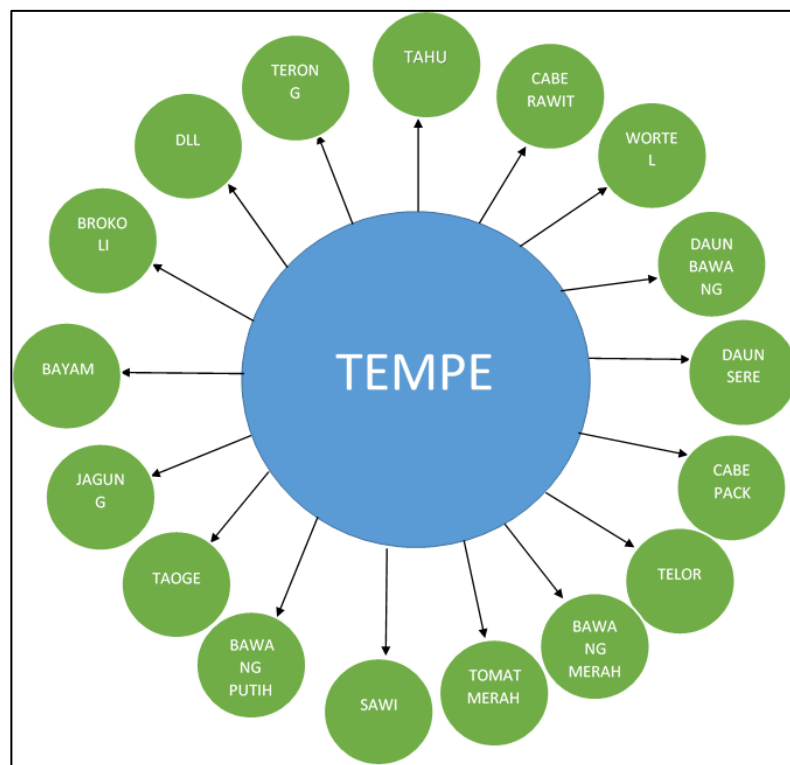 TAHU
CABE
RAWIT
WORTE
L
DAUN
BAWA
NG
DAUN
SERE
CABE
PACK
TELOR
BAWA
NG
MERAH
TOMAT
MERAH
SAWI
BAWA
NG
PUTIH
TAOGE
JAGUN
G
BAYAM
BROKO
LI
DLL
TERON
G
TEMPE